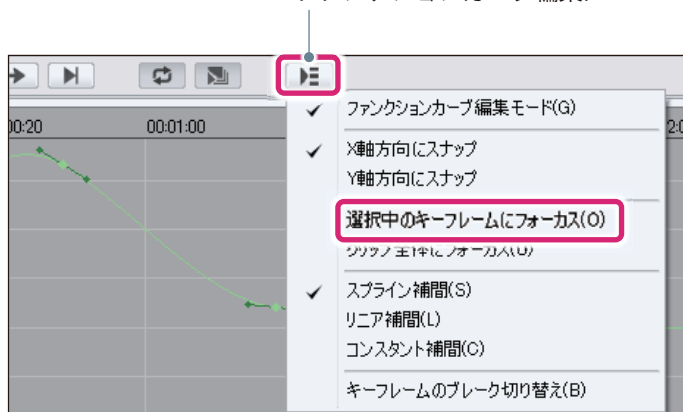 00:20
00:01:00
ファンクションカーブ編集モード(G)
X軸方向にスナップ
Y軸方向にスナップ
選択中のキーフレームにフォーカス(O)
スプライン補間(S)
リニア補間(L)
コンスタント補間(C)
キーフレームのブレーク切り替え(B)